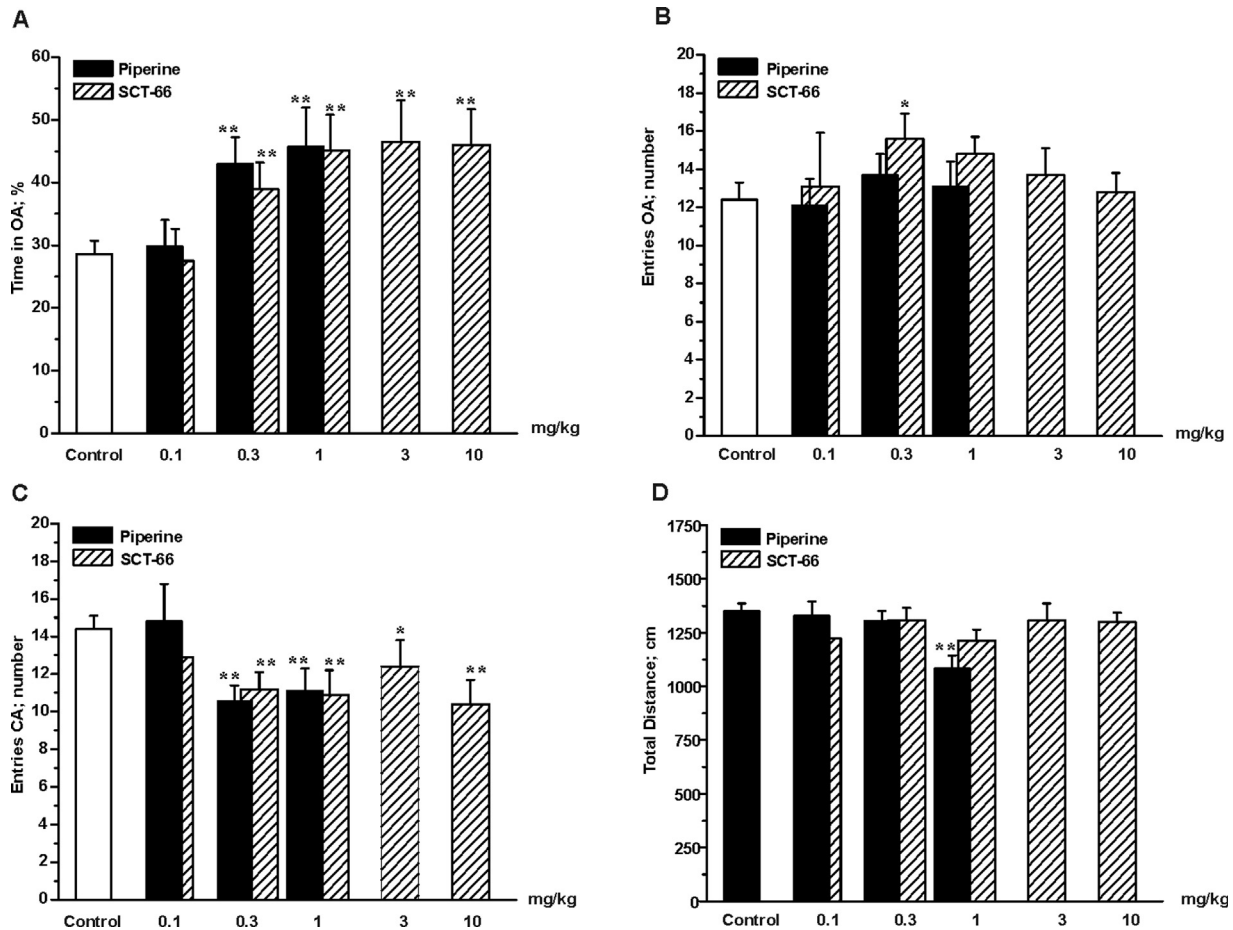 A
Time in OA; %
60
50
40
30
20
10
0
Piperine
SCT-66
** ** ** ** ** **
Control 0.1 0.3 1 3 10 mg/kg
B
Entries OA; number
20
18
16
14
12
10
8
6
4
2
0
Piperine
SCT-66
*
Control 0.1 0.3 1 3 10 mg/kg
C
Entries CA; number
20
18
16
14
12
10
8
6
4
2
0
Piperine
SCT-66
** ** ** ** * **
Control 0.1 0.3 1 3 10 mg/kg
D
Total Distance; cm
1750
1500
1250
1000
750
500
250
0
Piperine
SCT-66
**
Control 0.1 0.3 1 3 10 mg/kg